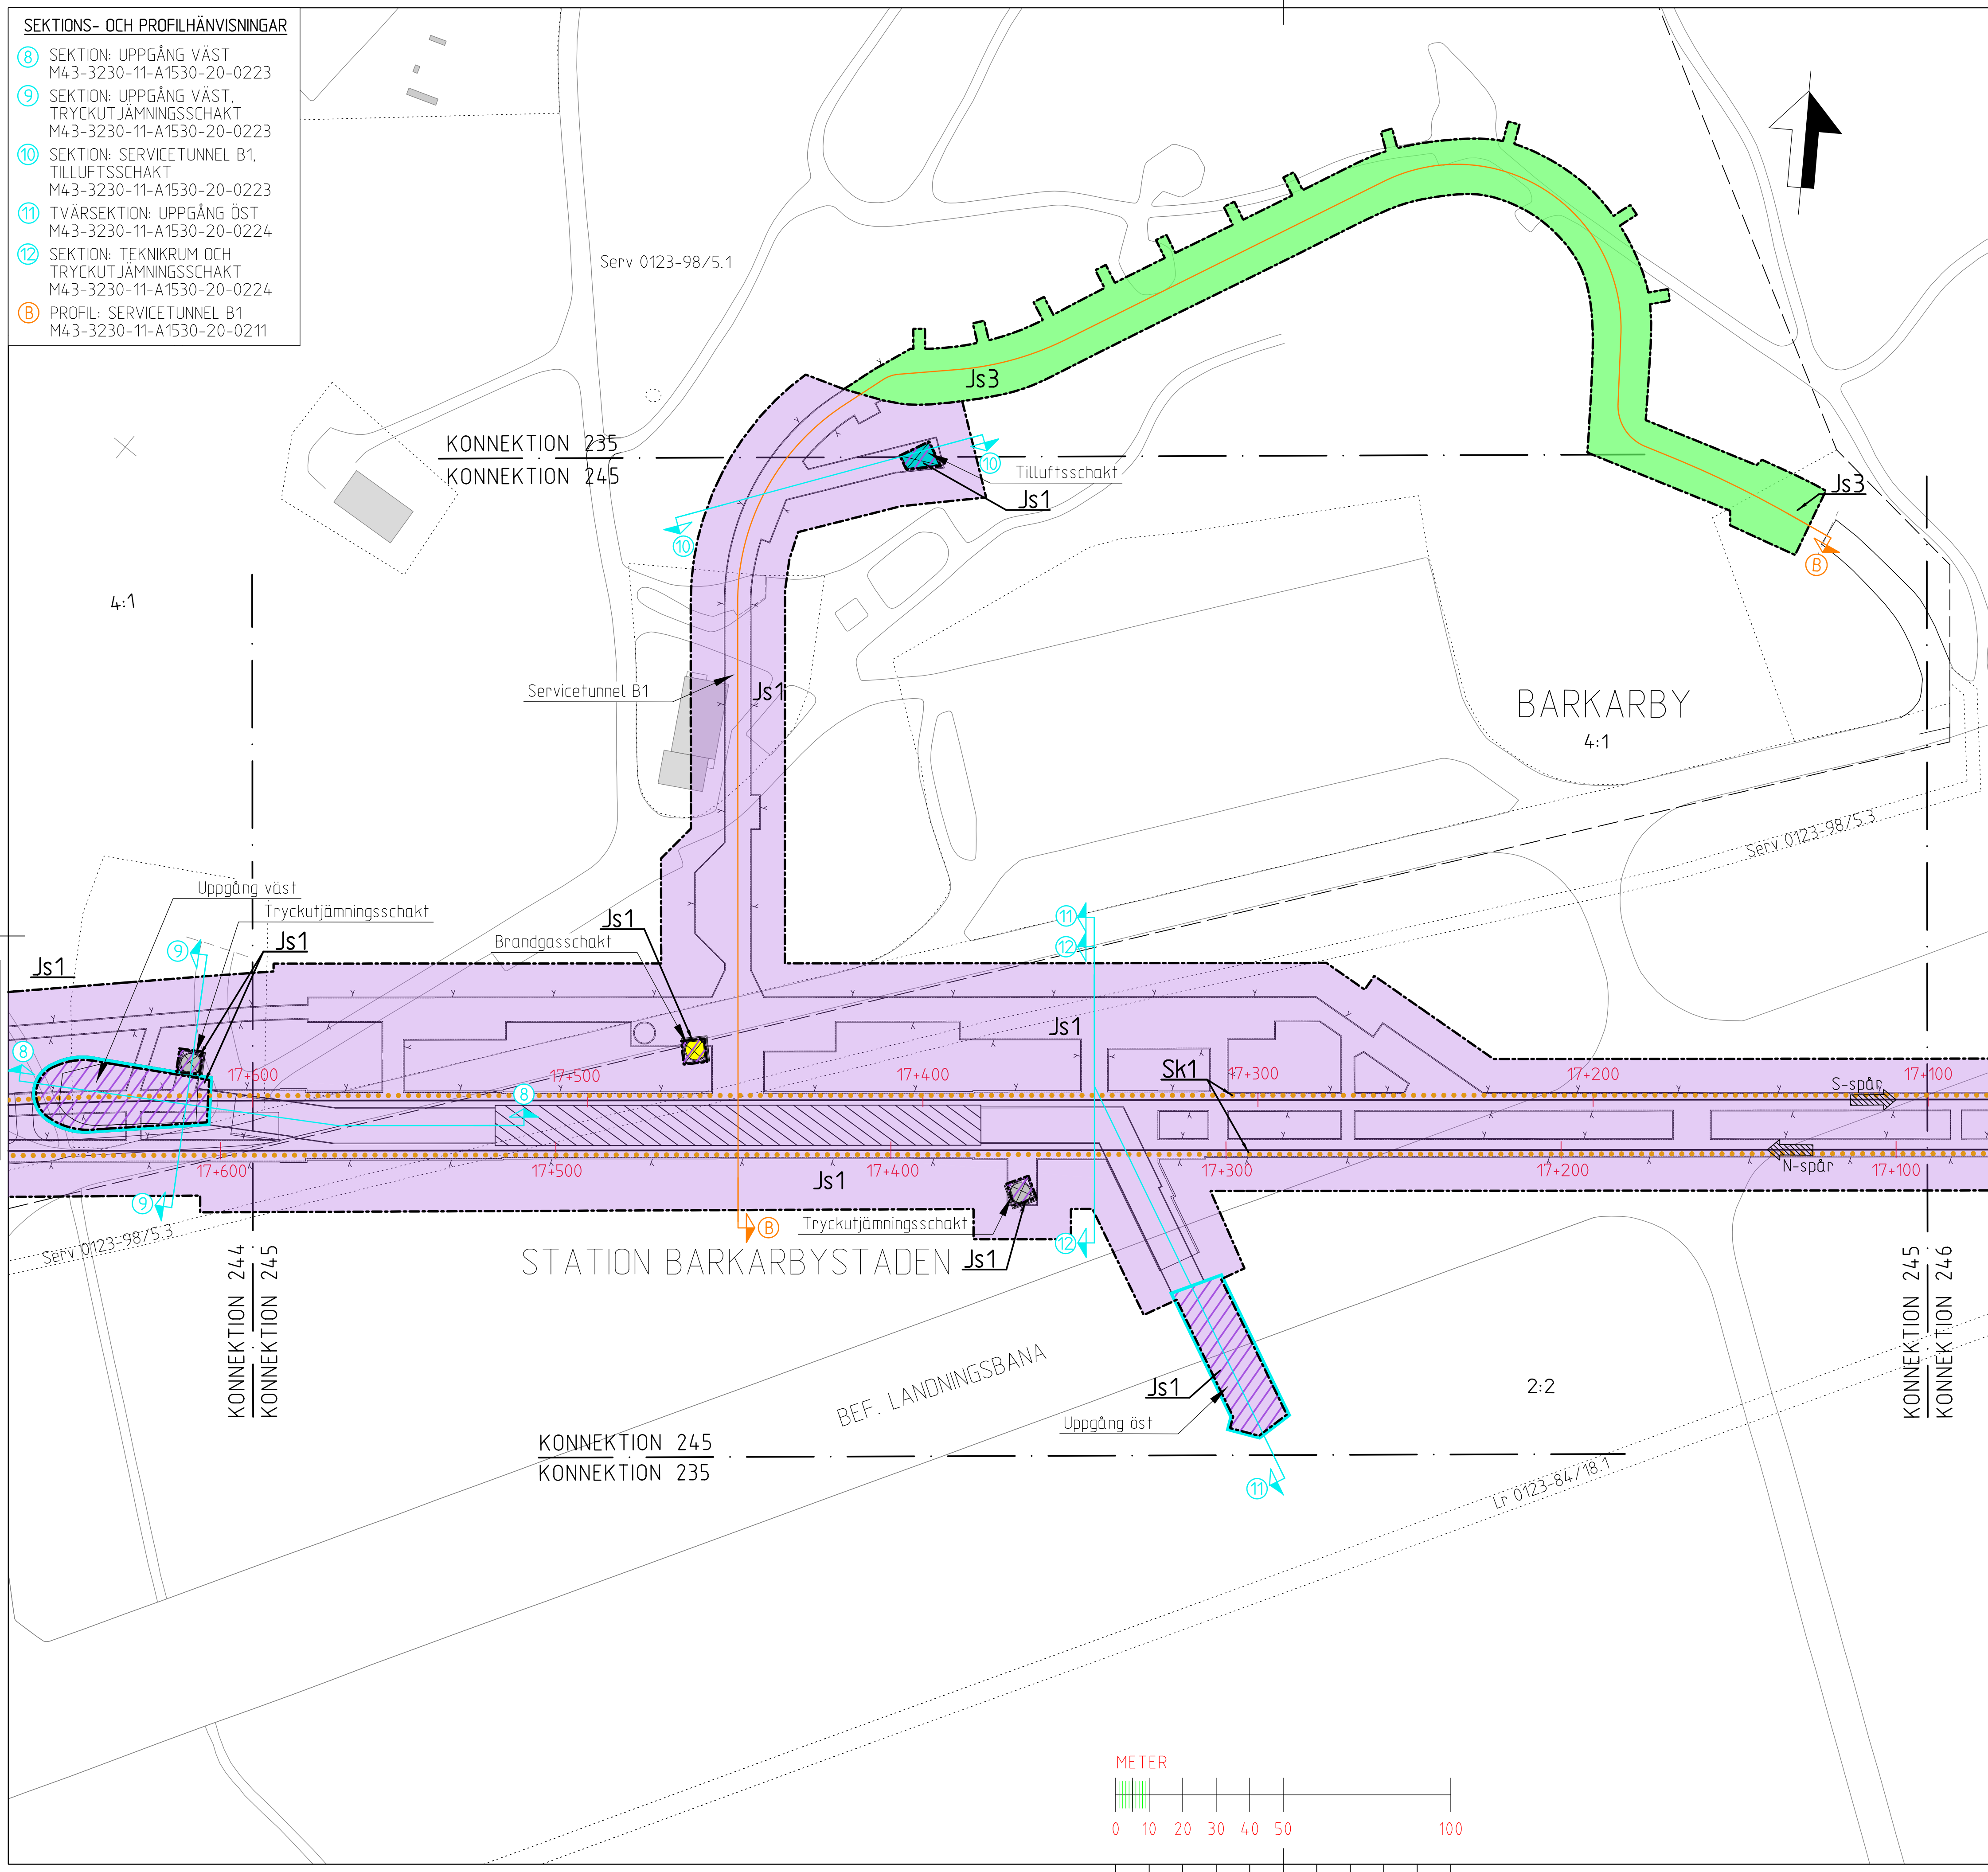 SEKTIONS- OCH PROFILHÄNVISNINGAR
8 SEKTION: UPPGÅNG VÄST
M43-3230-11-A1530-20-0223
9 SEKTION: UPPGÅNG VÄST,
TRYCKUTJÄMNINGSSCHAKT
M43-3230-11-A1530-20-0223
10 SEKTION: SERVICETUNNEL B1,
TILLUFTSSCHAKT
M43-3230-11-A1530-20-0223
11 TVÄRSEKTION: UPPGÅNG ÖST
M43-3230-11-A1530-20-0224
12 SEKTION: TEKNIKRUM OCH
TRYCKUTJÄMNINGSSCHAKT
M43-3230-11-A1530-20-0224
B PROFIL: SERVICETUNNEL B1
M43-3230-11-A1530-20-0211
Serv 0123-98/5.1
Js3
KONNEKTION 235
KONNEKTION 245
10
Tilluftsschakt
Js1
Js3
10
B
4:1
Servicetunnel B1
Js1
BARKARBY
4:1
Serv 0123-98/5.3
Uppgång väst
Tryckutjämningsschakt
Js1
Brandgasschakt
Js1
9
Js1
11
12
Js1
8
17+600
17+500
17+400
Sk1
17+300
17+200
17+100
S-spår
8
17+600
17+500
17+400
17+300
17+200
17+100
N-spår
Js1
9
B
Tryckutjämningsschakt
12
Serv 0123-98/5.3
STATION BARKARBYSTADEN
Js1
KONNEKTION 244
KONNEKTION 245
KONNEKTION 245
KONNEKTION 246
BEF. LANDNINGSBANA
Js1
2:2
Uppgång öst
KONNEKTION 245
KONNEKTION 235
11
Lr 0123-84/18.1
METER
0 10 20 30 40 50 100